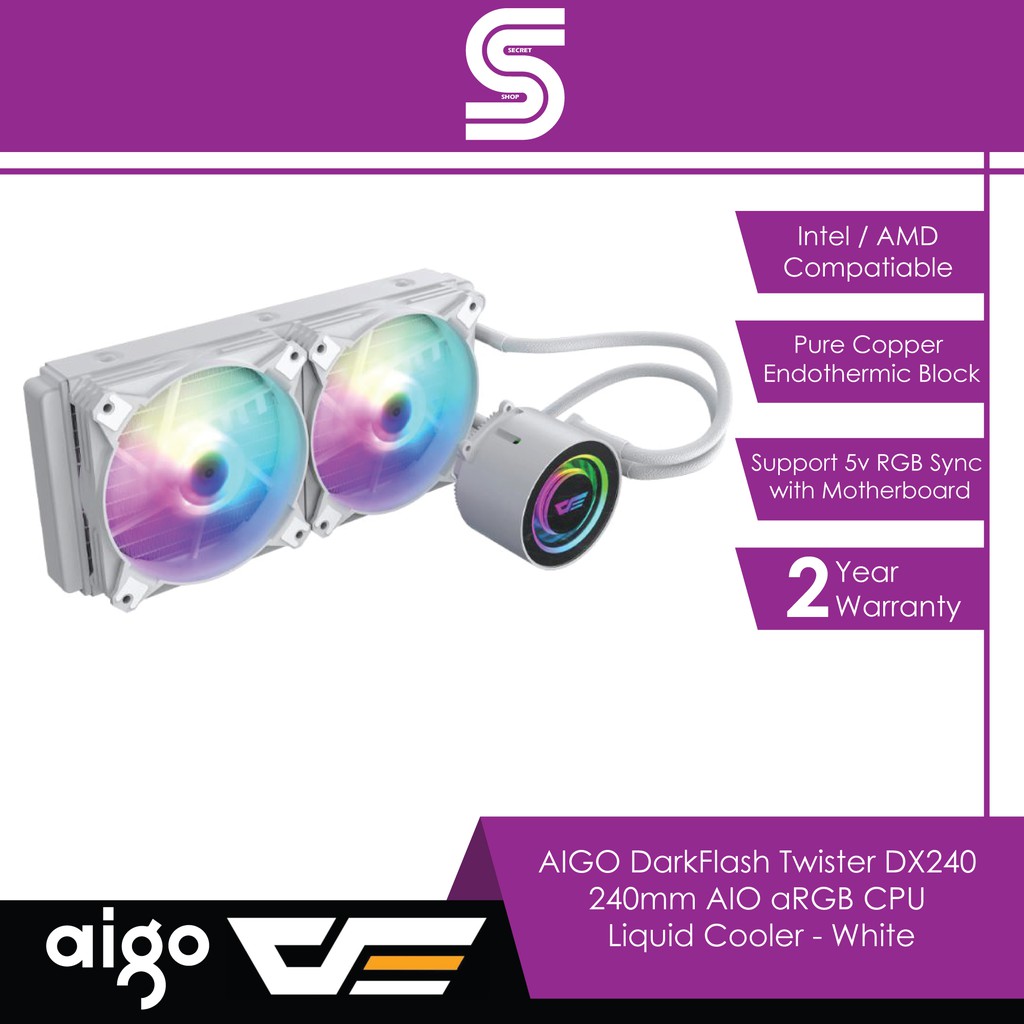 SECRET
SHOP
Intel / AMD
Compatiable
Pure Copper
Endothermic Block
Support 5v RGB Sync
with Motherboard
2 Year
Warranty
AIGO DarkFlash Twister DX240
240mm AIO aRGB CPU
Liquid Cooler - White
aigo